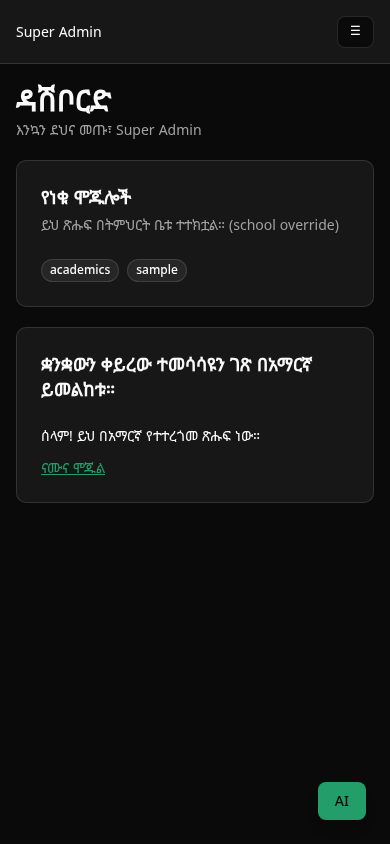 Super Admin
☰
ዳሽቦርድ
እንኳን ደህና መጡ፣ Super Admin
የነቁ ሞጁሎች
ይህ ጽሑፍ በትምህርት ቤቱ ተተክቷል። (school override)
academics sample
ቋንቋውን ቀይረው ተመሳሳዩን ገጽ በአማርኛ
ይመልከቱ።
ሰላም! ይህ በአማርኛ የተተረጎመ ጽሑፍ ነው።
ናሙና ሞጁል
AI